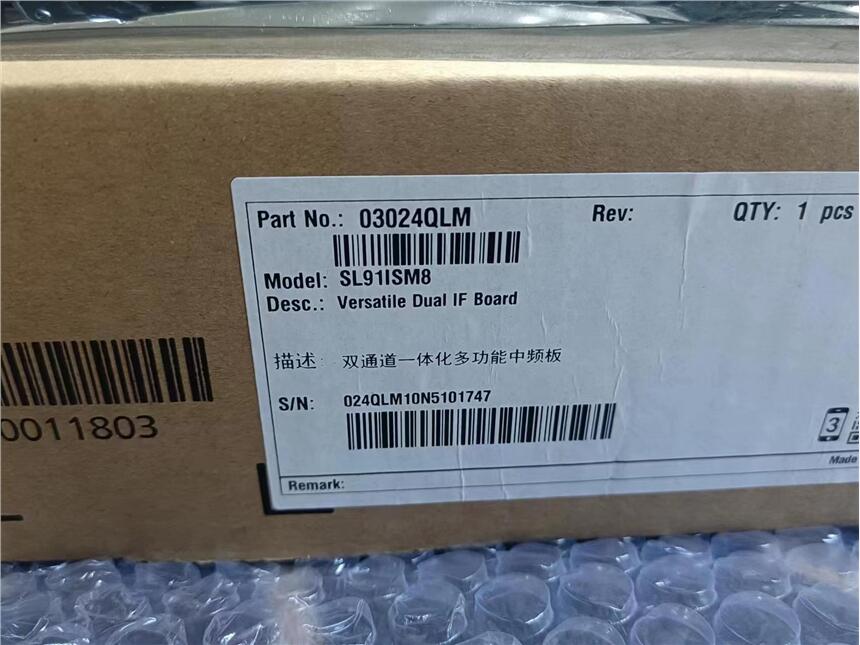 Part No.: 03024QLM Rev: QTY: 1 pcs
Model: SL91ISM8
Desc.: Versatile Dual IF Board
描述: 双通道一体化多功能中频板
S/N: 024QLM10N5101747
0011803
3
Made
Remark: